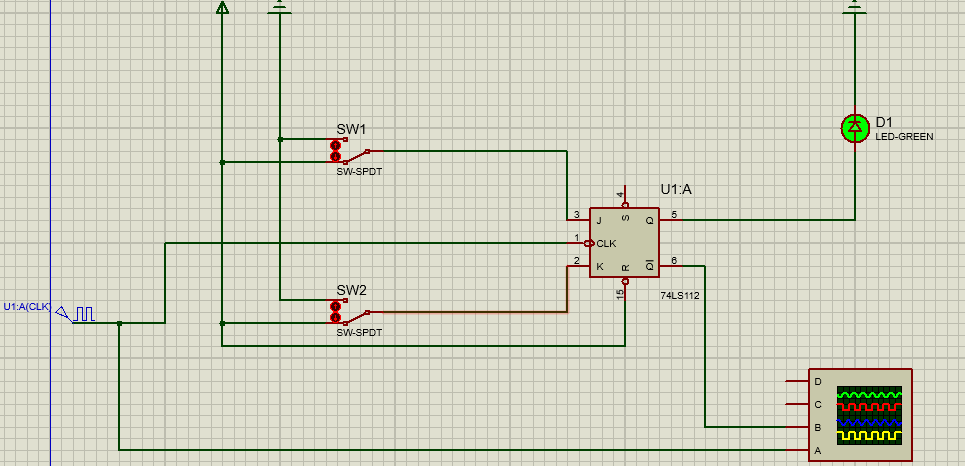 SW1
SW-SPDT
D1
LED-GREEN
U1:A
4
S
3
J
Q
5
1
CLK
2
K
R
Q
6
15
74LS112
SW2
SW-SPDT
U1:A(CLK)
D
C
B
A